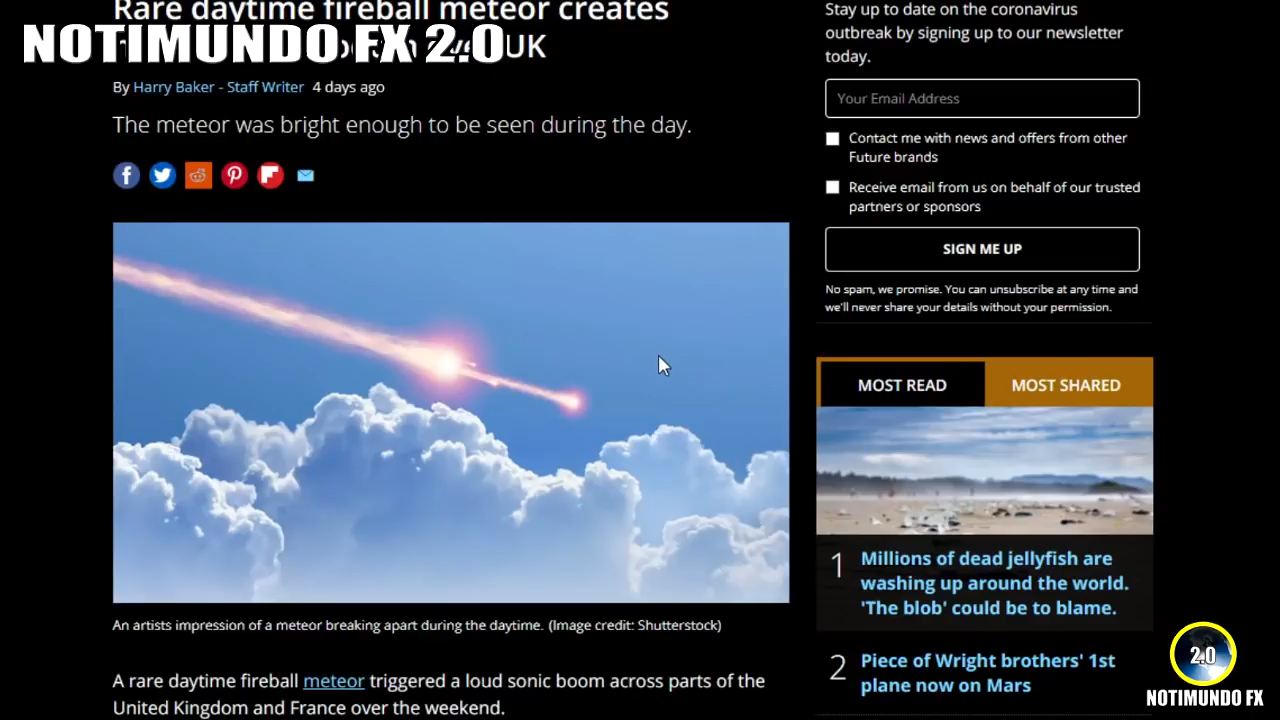 Rare daytime fireball meteor creates
NOTIMUNDO FX 2.0
UK
By Harry Baker - Staff Writer 4 days ago
The meteor was bright enough to be seen during the day.
An artists impression of a meteor breaking apart during the daytime. (Image credit: Shutterstock)
A rare daytime fireball meteor triggered a loud sonic boom across parts of the
United Kingdom and France over the weekend.
Stay up to date on the coronavirus
outbreak by signing up to our newsletter
today.
Your Email Address
Contact me with news and offers from other
Future brands
Receive email from us on behalf of our trusted
partners or sponsors
SIGN ME UP
No spam, we promise. You can unsubscribe at any time and
we'll never share your details without your permission.
MOST READ
MOST SHARED
1
Millions of dead jellyfish are
washing up around the world.
'The blob' could be to blame.
2
Piece of Wright brothers' 1st
plane now on Mars
2.0
NOTIMUNDO FX